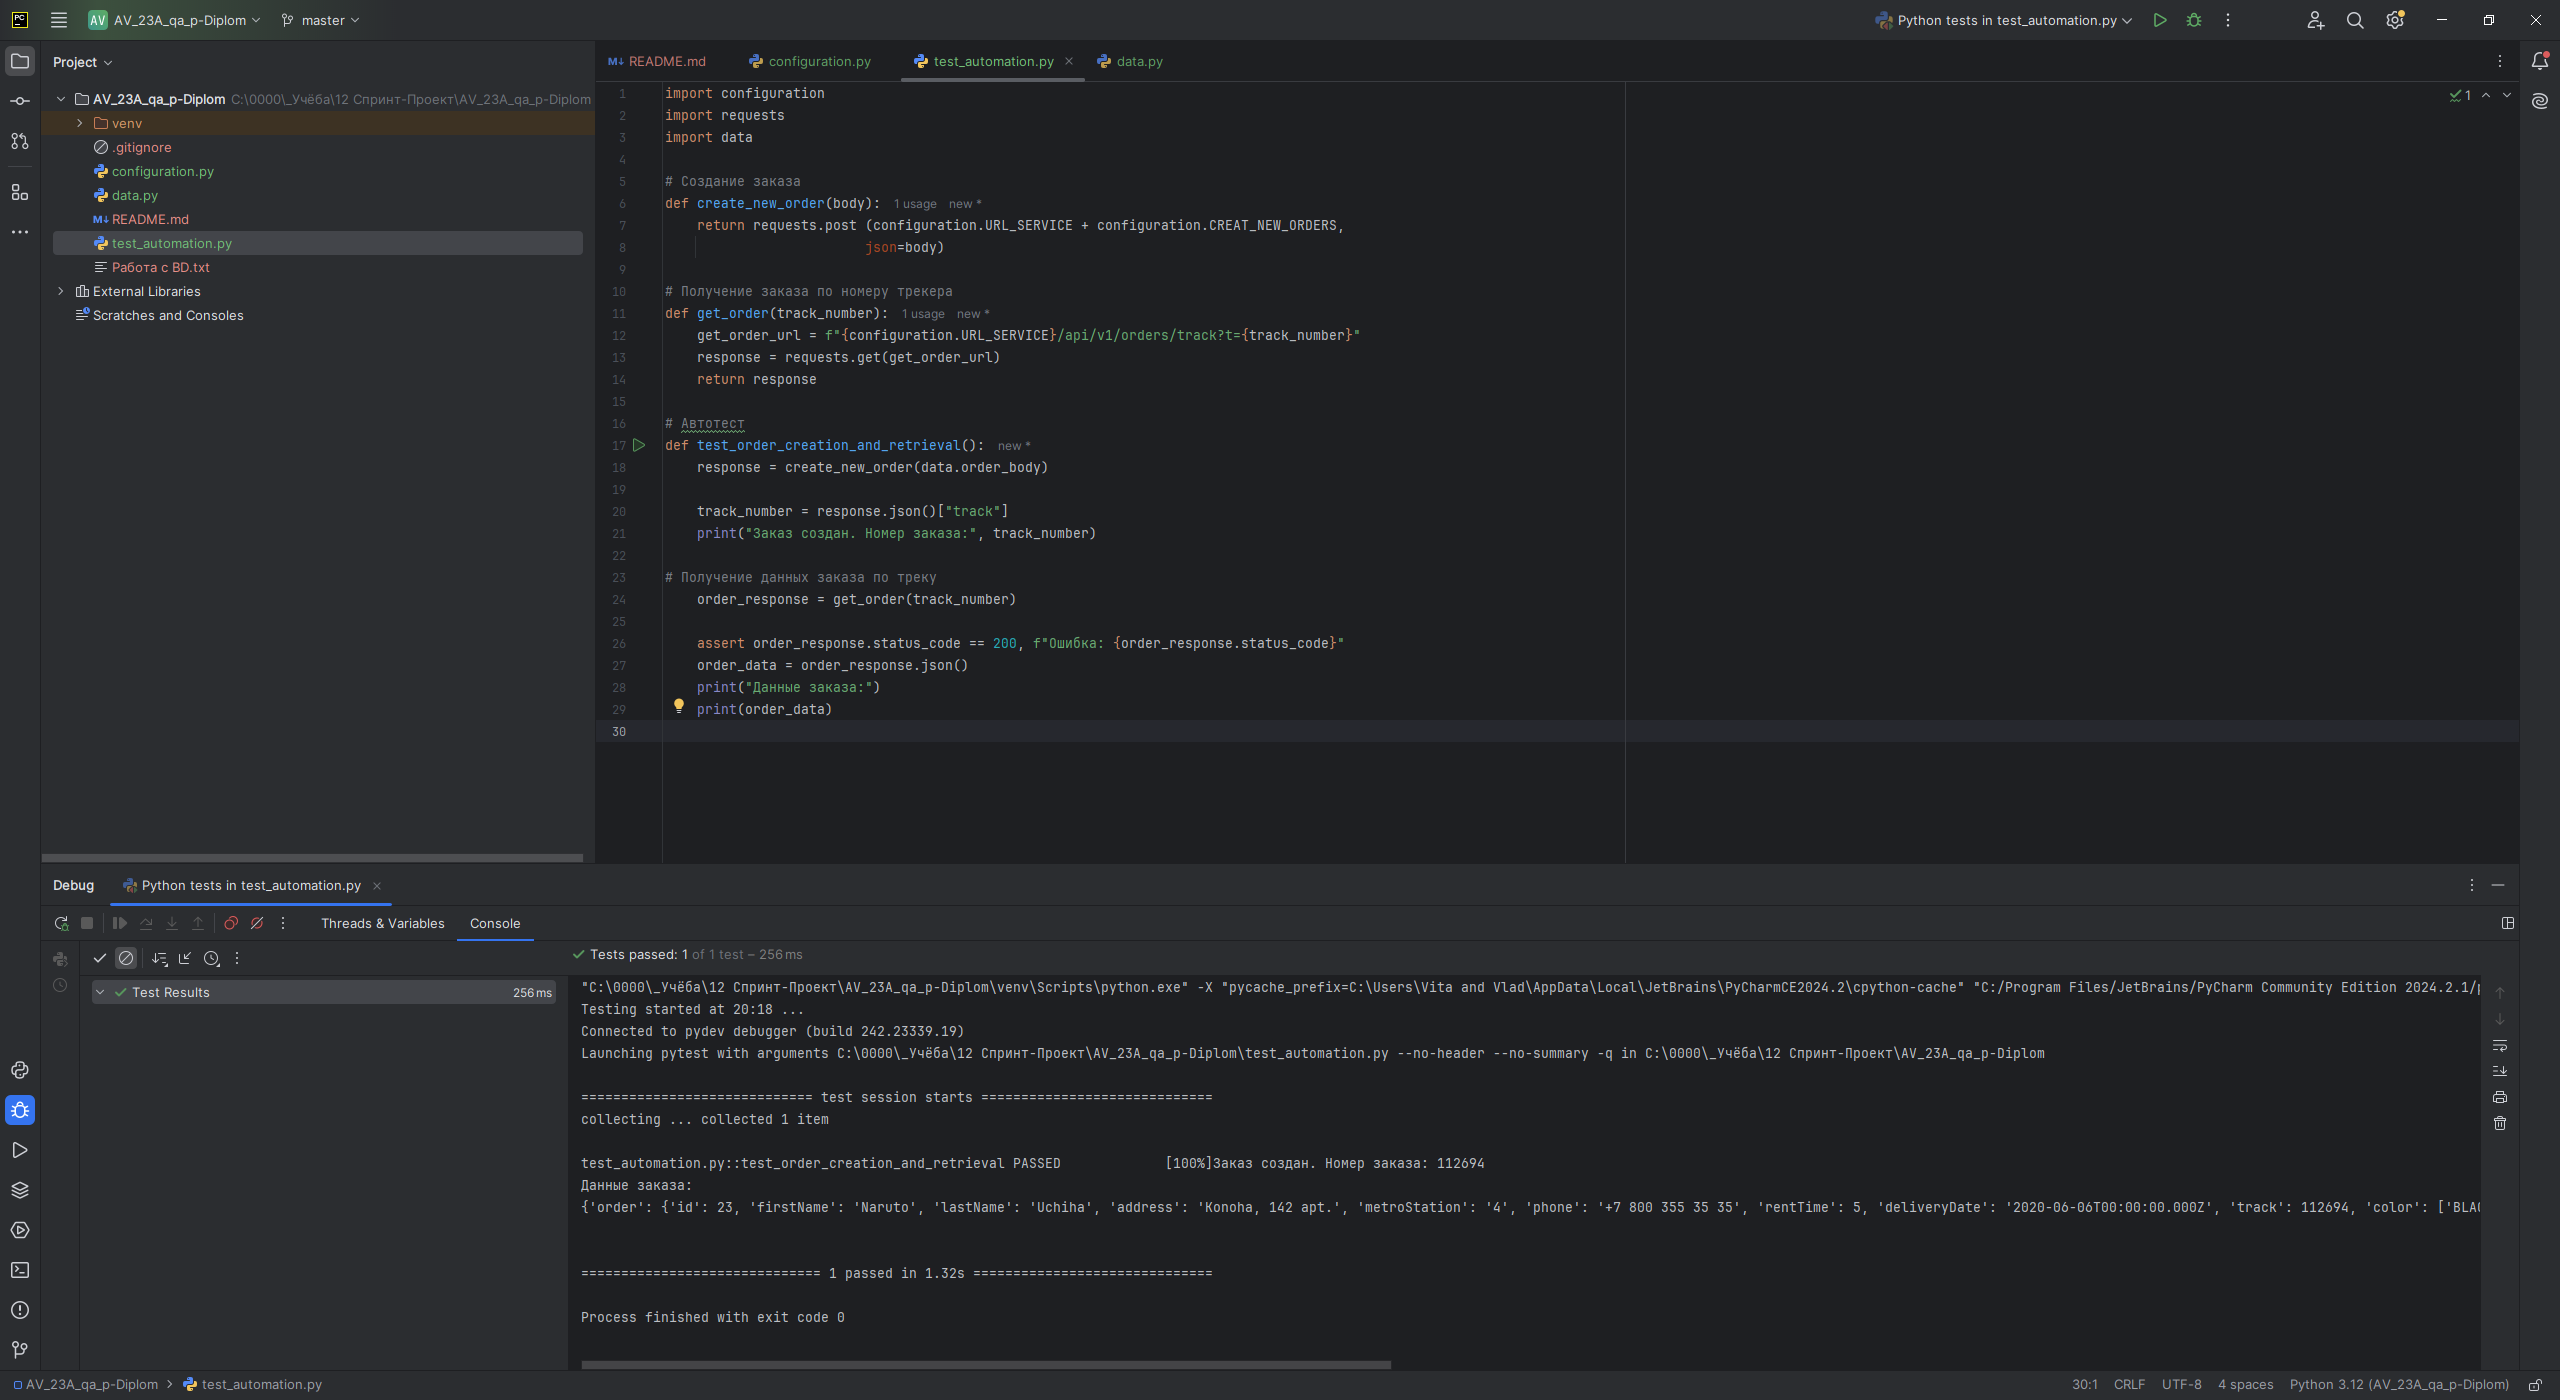 PC
AV AV_23A_qa_p-Diplom master
Python tests in test_automation.py
Project
AV_23A_qa_p-Diplom C:\0000\_Учёба\12 Спринт-Проект\AV_23A_qa_p-Diplom
venv
.gitignore
configuration.py
data.py
README.md
test_automation.py
Работа с BD.txt
External Libraries
Scratches and Consoles
README.md configuration.py test_automation.py data.py
1 import configuration
2 import requests
3 import data
4
5 # Создание заказа
6 def create_new_order(body): 1 usage new *
7 return requests.post (configuration.URL_SERVICE + configuration.CREAT_NEW_ORDERS,
8 json=body)
9
10 # Получение заказа по номеру трекера
11 def get_order(track_number): 1 usage new *
12 get_order_url = f"{configuration.URL_SERVICE}/api/v1/orders/track?t={track_number}"
13 response = requests.get(get_order_url)
14 return response
15
16 # Автотест
17 def test_order_creation_and_retrieval(): new *
18 response = create_new_order(data.order_body)
19
20 track_number = response.json()["track"]
21 print("Заказ создан. Номер заказа:", track_number)
22
23 # Получение данных заказа по треку
24 order_response = get_order(track_number)
25
26 assert order_response.status_code == 200, f"Ошибка: {order_response.status_code}"
27 order_data = order_response.json()
28 print("Данные заказа:")
29 print(order_data)
30
1
Debug Python tests in test_automation.py
Threads & Variables Console
Tests passed: 1 of 1 test – 256 ms
Test Results 256 ms
"C:\0000\_Учёба\12 Спринт-Проект\AV_23A_qa_p-Diplom\venv\Scripts\python.exe" -X "pycache_prefix=C:\Users\Vita and Vlad\AppData\Local\JetBrains\PyCharmCE2024.2\cpython-cache" "C:/Program Files/JetBrains/PyCharm Community Edition 2024.2.1/p
Testing started at 20:18 ...
Connected to pydev debugger (build 242.23339.19)
Launching pytest with arguments C:\0000\_Учёба\12 Спринт-Проект\AV_23A_qa_p-Diplom\test_automation.py --no-header --no-summary -q in C:\0000\_Учёба\12 Спринт-Проект\AV_23A_qa_p-Diplom
============================= test session starts =============================
collecting ... collected 1 item
test_automation.py::test_order_creation_and_retrieval PASSED [100%]Заказ создан. Номер заказа: 112694
Данные заказа:
{'order': {'id': 23, 'firstName': 'Naruto', 'lastName': 'Uchiha', 'address': 'Konoha, 142 apt.', 'metroStation': '4', 'phone': '+7 800 355 35 35', 'rentTime': 5, 'deliveryDate': '2020-06-06T00:00:00.000Z', 'track': 112694, 'color': ['BLA
============================== 1 passed in 1.32s ==============================
Process finished with exit code 0
AV_23A_qa_p-Diplom > test_automation.py
30:1 CRLF UTF-8 4 spaces Python 3.12 (AV_23A_qa_p-Diplom)